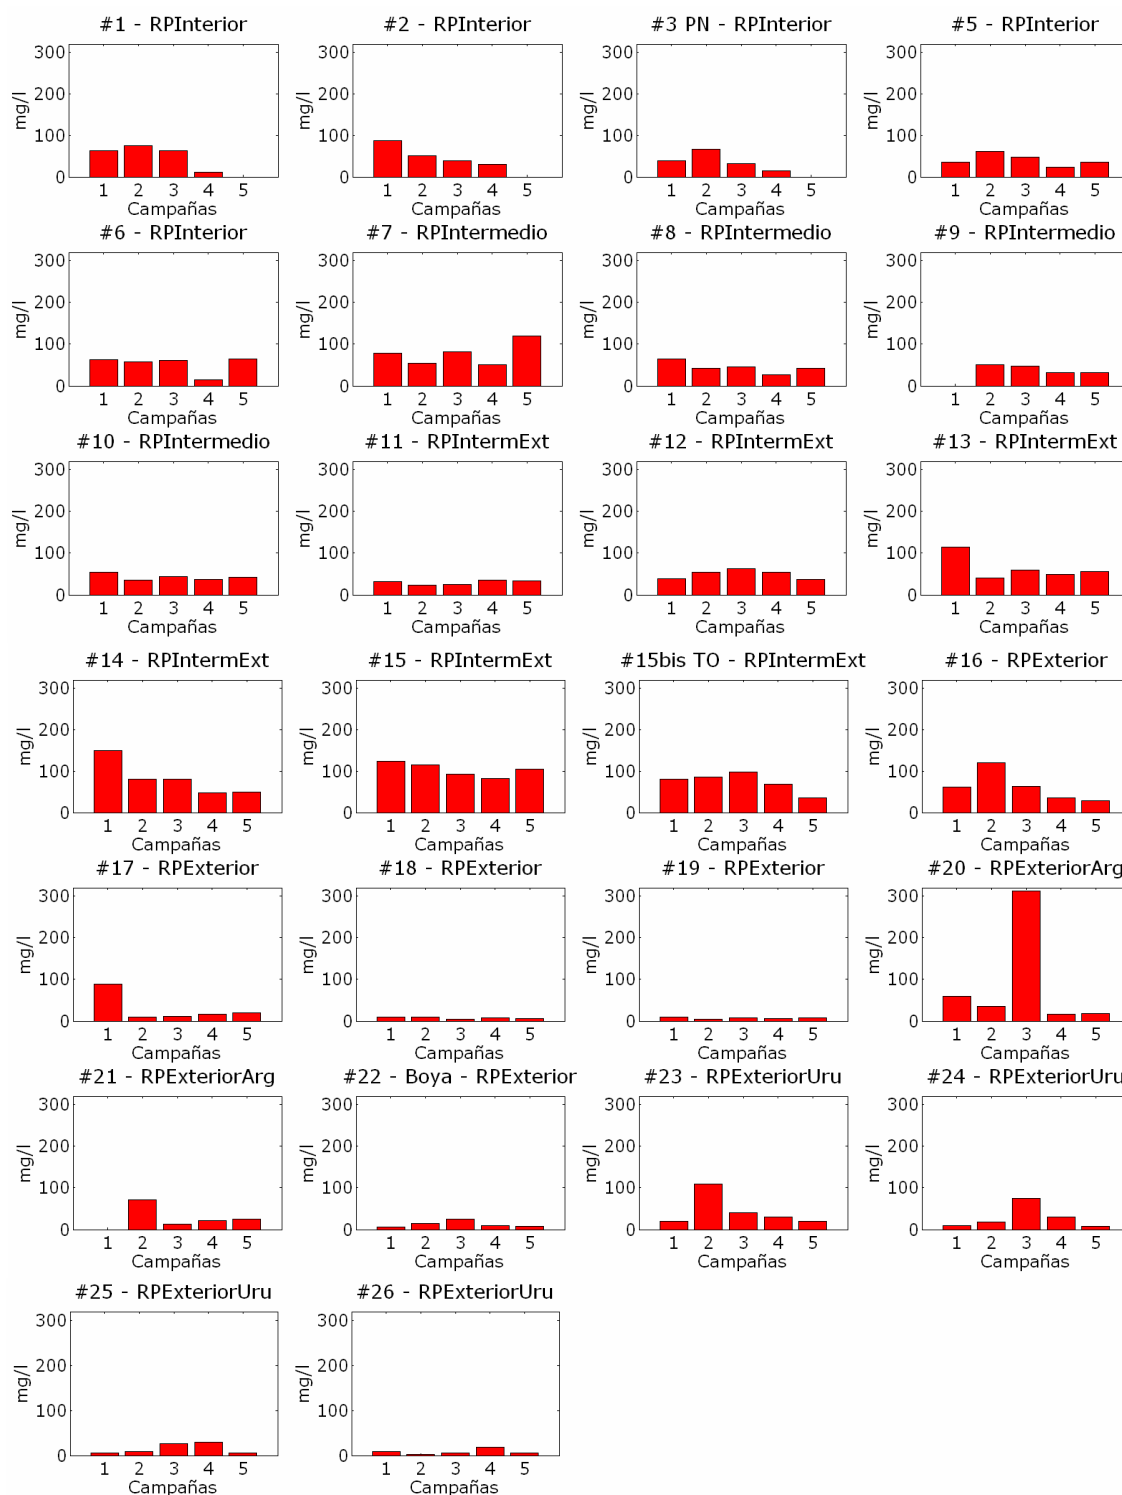 #1 - RPInterior
#2 - RPInterior
#3 PN - RPInterior
#5 - RPInterior
mg/l
300
200
100
0
1 2 3 4 5
Campañas
mg/l
300
200
100
0
1 2 3 4 5
Campañas
mg/l
300
200
100
0
1 2 3 4 5
Campañas
mg/l
300
200
100
0
1 2 3 4 5
Campañas
#6 - RPInterior
#7 - RPIntermedio
#8 - RPIntermedio
#9 - RPIntermedio
mg/l
300
200
100
0
1 2 3 4 5
Campañas
mg/l
300
200
100
0
1 2 3 4 5
Campañas
mg/l
300
200
100
0
1 2 3 4 5
Campañas
mg/l
300
200
100
0
1 2 3 4 5
Campañas
#10 - RPIntermedio
#11 - RPIntermExt
#12 - RPIntermExt
#13 - RPIntermExt
mg/l
300
200
100
0
1 2 3 4 5
Campañas
mg/l
300
200
100
0
1 2 3 4 5
Campañas
mg/l
300
200
100
0
1 2 3 4 5
Campañas
mg/l
300
200
100
0
1 2 3 4 5
Campañas
#14 - RPIntermExt
#15 - RPIntermExt
#15bis TO - RPIntermExt
#16 - RPExterior
mg/l
300
200
100
0
1 2 3 4 5
Campañas
mg/l
300
200
100
0
1 2 3 4 5
Campañas
mg/l
300
200
100
0
1 2 3 4 5
Campañas
mg/l
300
200
100
0
1 2 3 4 5
Campañas
#17 - RPExterior
#18 - RPExterior
#19 - RPExterior
#20 - RPExteriorArg
mg/l
300
200
100
0
1 2 3 4 5
Campañas
mg/l
300
200
100
0
1 2 3 4 5
Campañas
mg/l
300
200
100
0
1 2 3 4 5
Campañas
mg/l
300
200
100
0
1 2 3 4 5
Campañas
#21 - RPExteriorArg
#22 - Boya - RPExterior
#23 - RPExteriorUru
#24 - RPExteriorUru
mg/l
300
200
100
0
1 2 3 4 5
Campañas
mg/l
300
200
100
0
1 2 3 4 5
Campañas
mg/l
300
200
100
0
1 2 3 4 5
Campañas
mg/l
300
200
100
0
1 2 3 4 5
Campañas
#25 - RPExteriorUru
#26 - RPExteriorUru
mg/l
300
200
100
0
1 2 3 4 5
Campañas
mg/l
300
200
100
0
1 2 3 4 5
Campañas